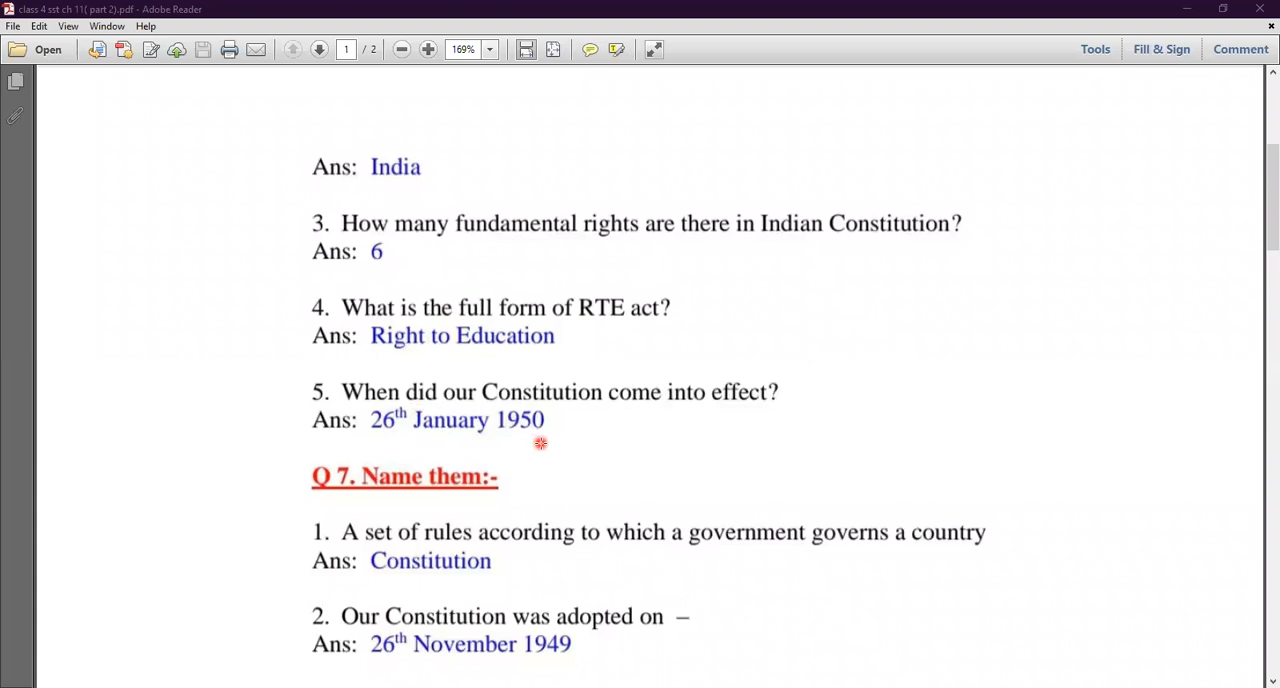 class 4 sst ch 11( part 2).pdf - Adobe Reader
File Edit View Window Help
Open 1 / 2 169% Tools Fill & Sign Comment
Ans: India
3. How many fundamental rights are there in Indian Constitution?
Ans: 6
4. What is the full form of RTE act?
Ans: Right to Education
5. When did our Constitution come into effect?
Ans: 26th January 1950
Q 7. Name them:-
1. A set of rules according to which a government governs a country
Ans: Constitution
2. Our Constitution was adopted on –
Ans: 26th November 1949